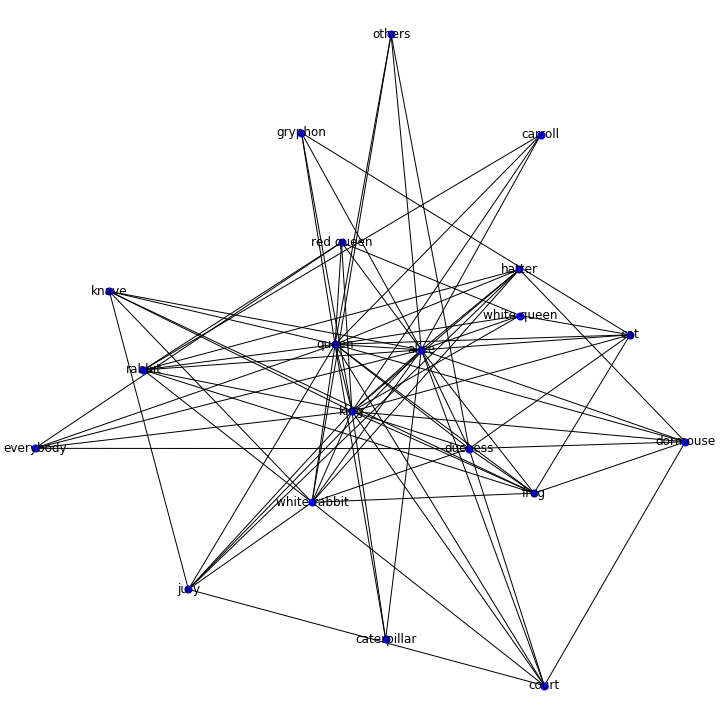 others
gryphon
carroll
red queen
hatter
knave
white queen
cat
queen
alice
rabbit
king
everybody
duchess
dormouse
frog
white rabbit
jury
caterpillar
court